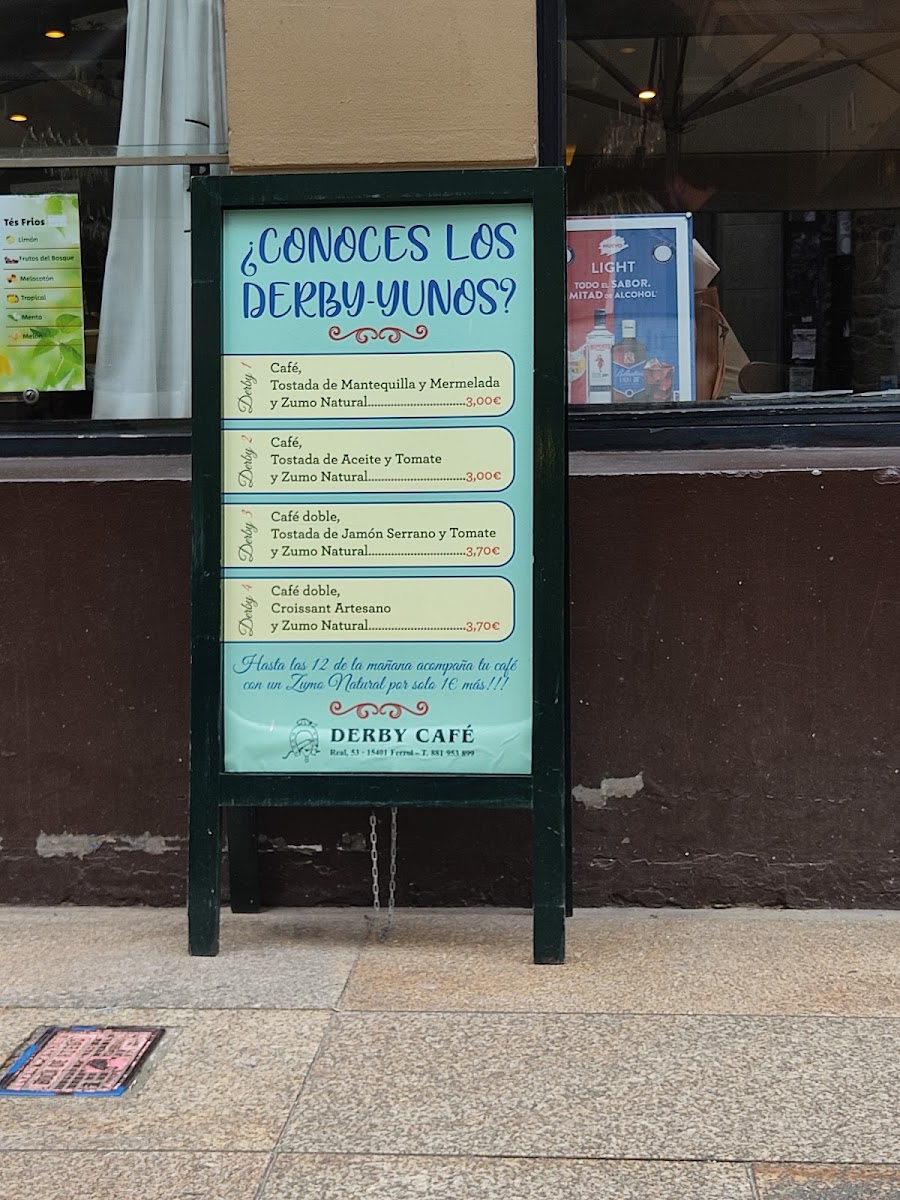 Tés Fríos
Limón
Frutos del Bosque
Melocotón
Tropical
Menta
Melón
¿CONOCES LOS
DERBY-YUNOS?
Derby 1
Café,
Tostada de Mantequilla y Mermelada
y Zumo Natural............................3,00€
Derby 2
Café,
Tostada de Aceite y Tomate
y Zumo Natural............................3,00€
Derby 3
Café doble,
Tostada de Jamón Serrano y Tomate
y Zumo Natural............................3,70€
Derby 4
Café doble,
Croissant Artesano
y Zumo Natural............................3,70€
Hasta las 12 de la mañana acompaña tu café
con un Zumo Natural por solo 1€ más!!!
DERBY CAFÉ
Real, 53 - 15401 Ferrol - T. 881 953 899
NUEVO
LIGHT
TODO EL SABOR.
MITAD DE ALCOHOL*